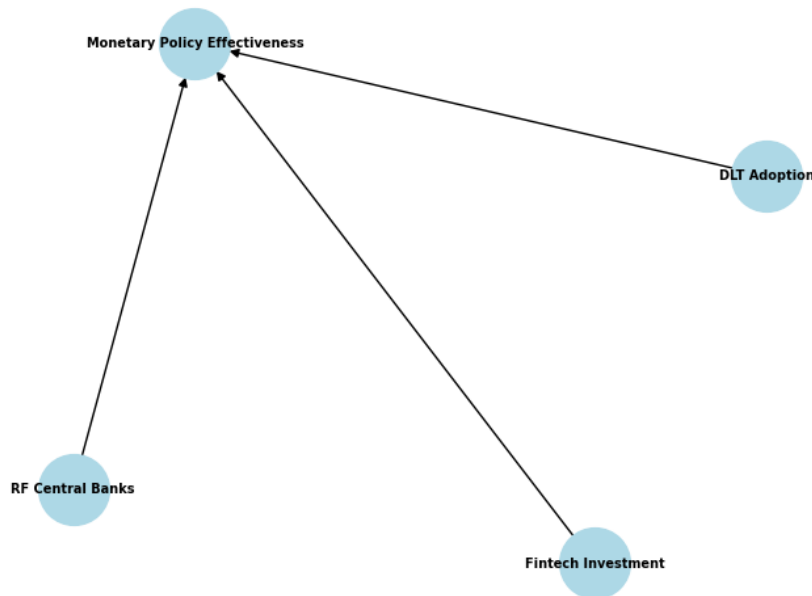 Monetary Policy Effectiveness
DLT Adoption
RF Central Banks
Fintech Investment